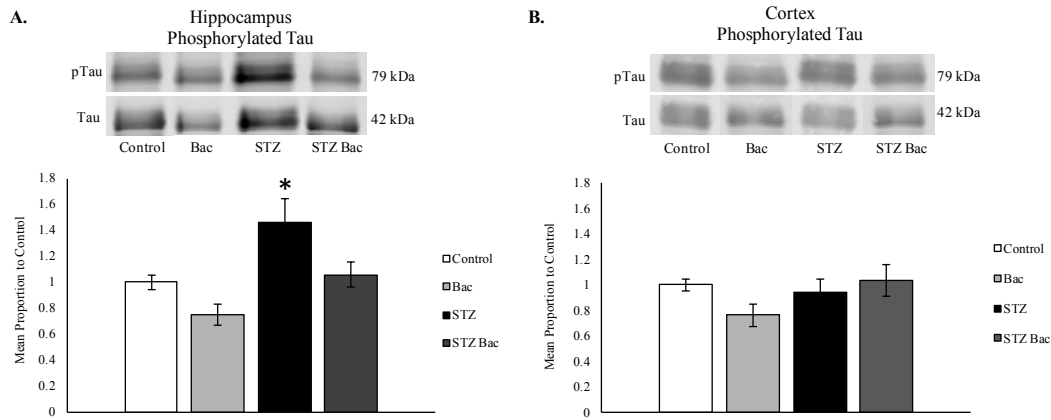 A.
Hippocampus
Phosphorylated Tau
pTau
79 kDa
Tau
42 kDa
Control Bac STZ STZ Bac
Mean Proportion to Control
1.8
1.6
1.4
1.2
1
0.8
0.6
0.4
0.2
0
*
Control
Bac
STZ
STZ Bac
B.
Cortex
Phosphorylated Tau
pTau
79 kDa
Tau
42 kDa
Control Bac STZ STZ Bac
Mean Proportion to Control
1.8
1.6
1.4
1.2
1
0.8
0.6
0.4
0.2
0
Control
Bac
STZ
STZ Bac